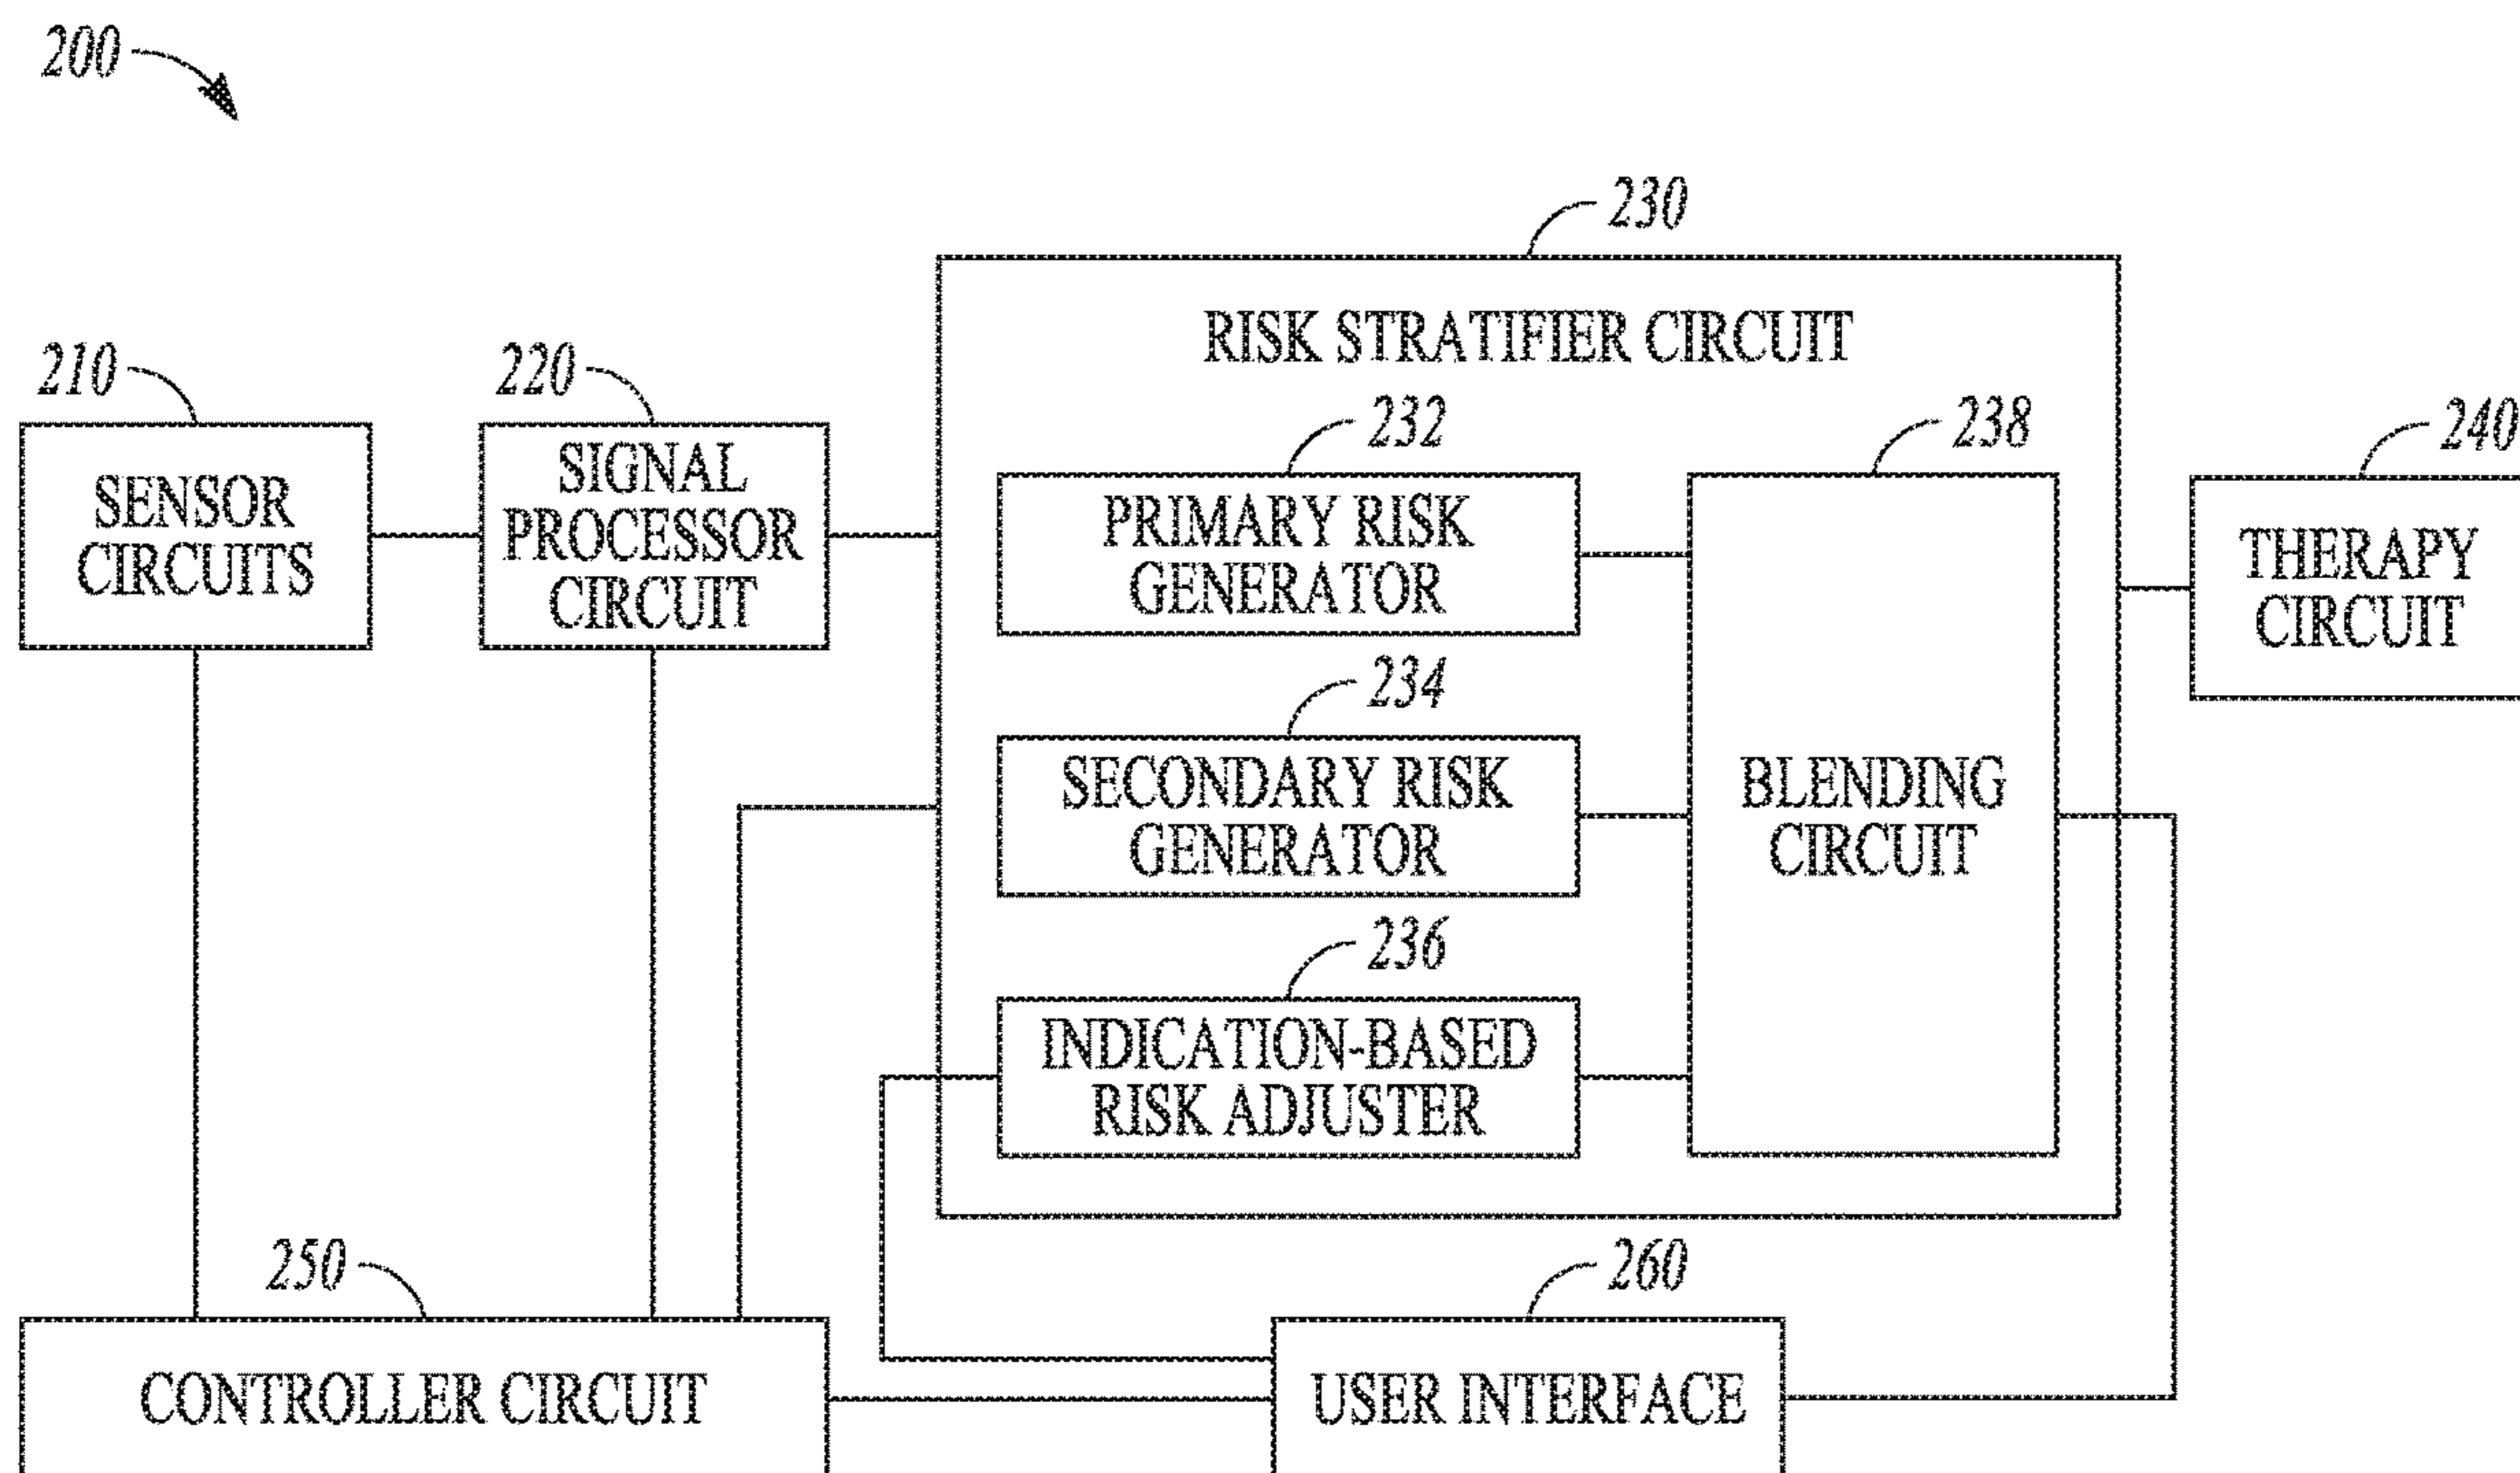 200
230
RISK STRATIFIER CIRCUIT
210
220
232
238
240
SENSOR
CIRCUITS
SIGNAL
PROCESSOR
CIRCUIT
PRIMARY RISK
GENERATOR
THERAPY
CIRCUIT
234
SECONDARY RISK
GENERATOR
BLENDING
CIRCUIT
236
INDICATION-BASED
RISK ADJUSTER
250
260
CONTROLLER CIRCUIT
USER INTERFACE